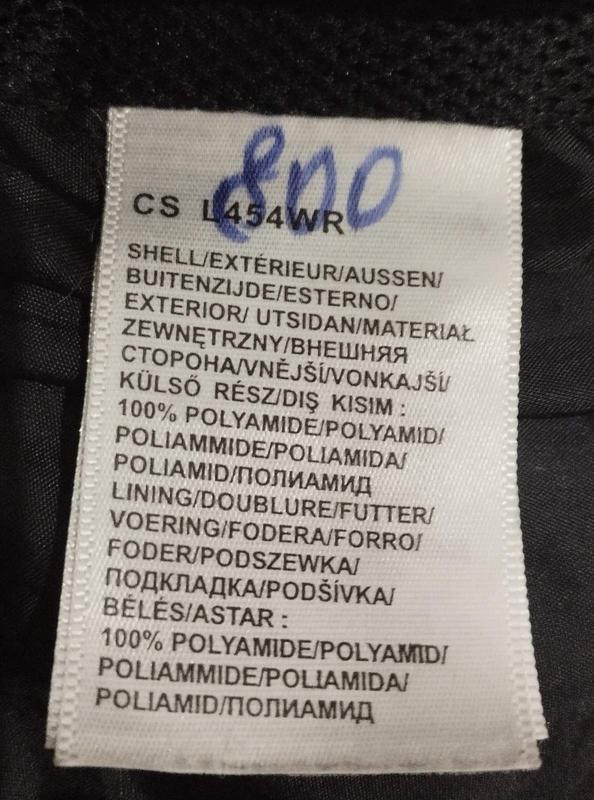 800
CS L454WR
SHELL/EXTÉRIEUR/AUSSEN/
BUITENZIJDE/ESTERNO/
EXTERIOR/ UTSIDAN/MATERIAŁ
ZEWNĘTRZNY/ВНЕШНЯЯ
СТОРОНА/VNĚJŠÍ/VONKAJŠÍ/
KÜLSŐ RÉSZ/DIŞ KISIM :
100% POLYAMIDE/POLYAMID/
POLIAMMIDE/POLIAMIDA/
POLIAMID/ПОЛИАМИД
LINING/DOUBLURE/FUTTER/
VOERING/FODERA/FORRO/
FODER/PODSZEWKA/
ПОДКЛАДКА/PODŠÍVKA/
BÉLÉS/ASTAR :
100% POLYAMIDE/POLYAMID/
POLIAMMIDE/POLIAMIDA/
POLIAMID/ПОЛИАМИД